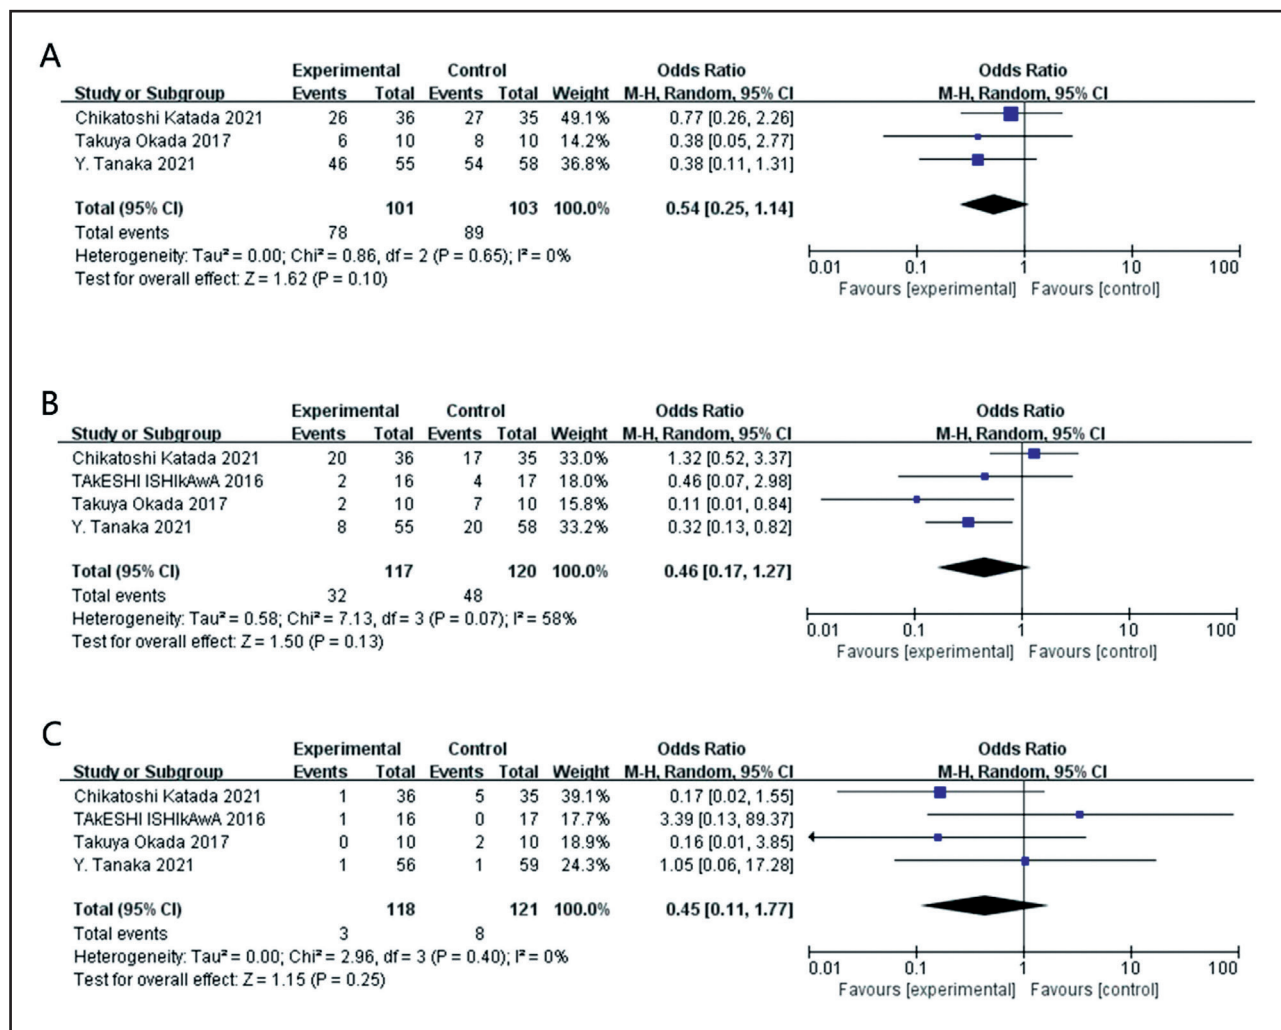 A
Experimental Control Odds Ratio Odds Ratio
Study or Subgroup Events Total Events Total Weight M-H, Random, 95% CI M-H, Random, 95% CI
Chikatoshi Katada 2021 26 36 27 35 49.1% 0.77 [0.26, 2.26]
Takuya Okada 2017 6 10 8 10 14.2% 0.38 [0.05, 2.77]
Y. Tanaka 2021 46 55 54 58 36.8% 0.38 [0.11, 1.31]
Total (95% CI) 101 103 100.0% 0.54 [0.25, 1.14]
Total events 78 89
Heterogeneity: Tau² = 0.00; Chi² = 0.86, df = 2 (P = 0.65); I² = 0%
Test for overall effect: Z = 1.62 (P = 0.10)
0.01 0.1 1 10 100
Favours [experimental] Favours [control]
B
Experimental Control Odds Ratio Odds Ratio
Study or Subgroup Events Total Events Total Weight M-H, Random, 95% CI M-H, Random, 95% CI
Chikatoshi Katada 2021 20 36 17 35 33.0% 1.32 [0.52, 3.37]
TAkESHI ISHIkAwA 2016 2 16 4 17 18.0% 0.46 [0.07, 2.98]
Takuya Okada 2017 2 10 7 10 15.8% 0.11 [0.01, 0.84]
Y. Tanaka 2021 8 55 20 58 33.2% 0.32 [0.13, 0.82]
Total (95% CI) 117 120 100.0% 0.46 [0.17, 1.27]
Total events 32 48
Heterogeneity: Tau² = 0.58; Chi² = 7.13, df = 3 (P = 0.07); I² = 58%
Test for overall effect: Z = 1.50 (P = 0.13)
0.01 0.1 1 10 100
Favours [experimental] Favours [control]
C
Experimental Control Odds Ratio Odds Ratio
Study or Subgroup Events Total Events Total Weight M-H, Random, 95% CI M-H, Random, 95% CI
Chikatoshi Katada 2021 1 36 5 35 39.1% 0.17 [0.02, 1.55]
TAkESHI ISHIkAwA 2016 1 16 0 17 17.7% 3.39 [0.13, 89.37]
Takuya Okada 2017 0 10 2 10 18.9% 0.16 [0.01, 3.85]
Y. Tanaka 2021 1 56 1 59 24.3% 1.05 [0.06, 17.28]
Total (95% CI) 118 121 100.0% 0.45 [0.11, 1.77]
Total events 3 8
Heterogeneity: Tau² = 0.00; Chi² = 2.96, df = 3 (P = 0.40); I² = 0%
Test for overall effect: Z = 1.15 (P = 0.25)
0.01 0.1 1 10 100
Favours [experimental] Favours [control]